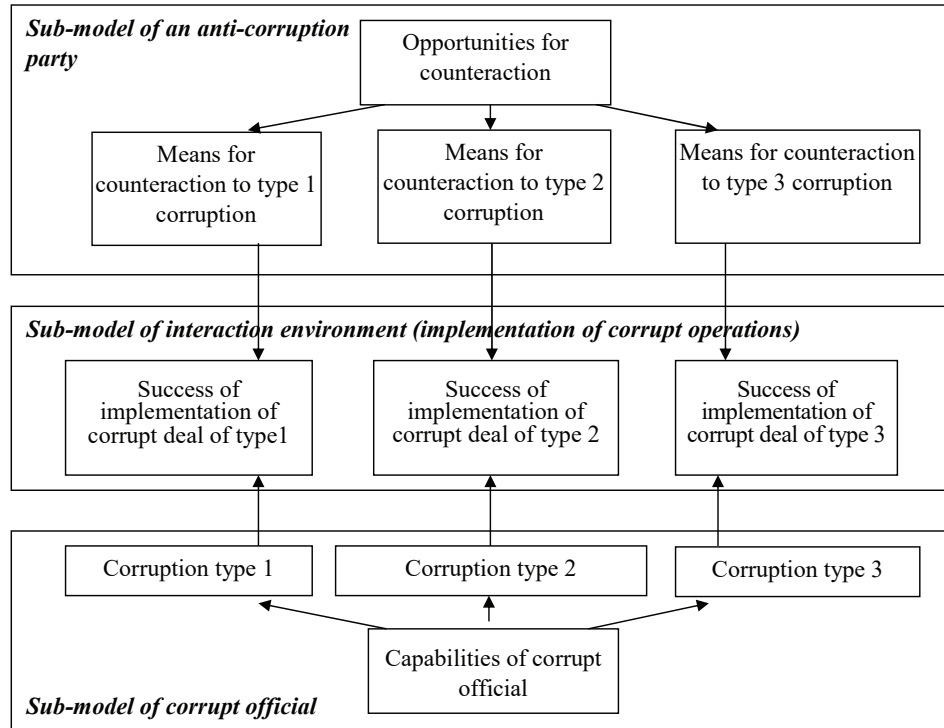 Sub-model of an anti-corruption
party
Opportunities for
counteraction
Means for
counteraction to type 1
corruption
Means for
counteraction to type 2
corruption
Means for counteraction
to type 3 corruption
Sub-model of interaction environment (implementation of corrupt operations)
Success of
implementation of
corrupt deal of type1
Success of
implementation of
corrupt deal of type 2
Success of
implementation of
corrupt deal of type 3
Corruption type 1
Corruption type 2
Corruption type 3
Capabilities of corrupt
official
Sub-model of corrupt official